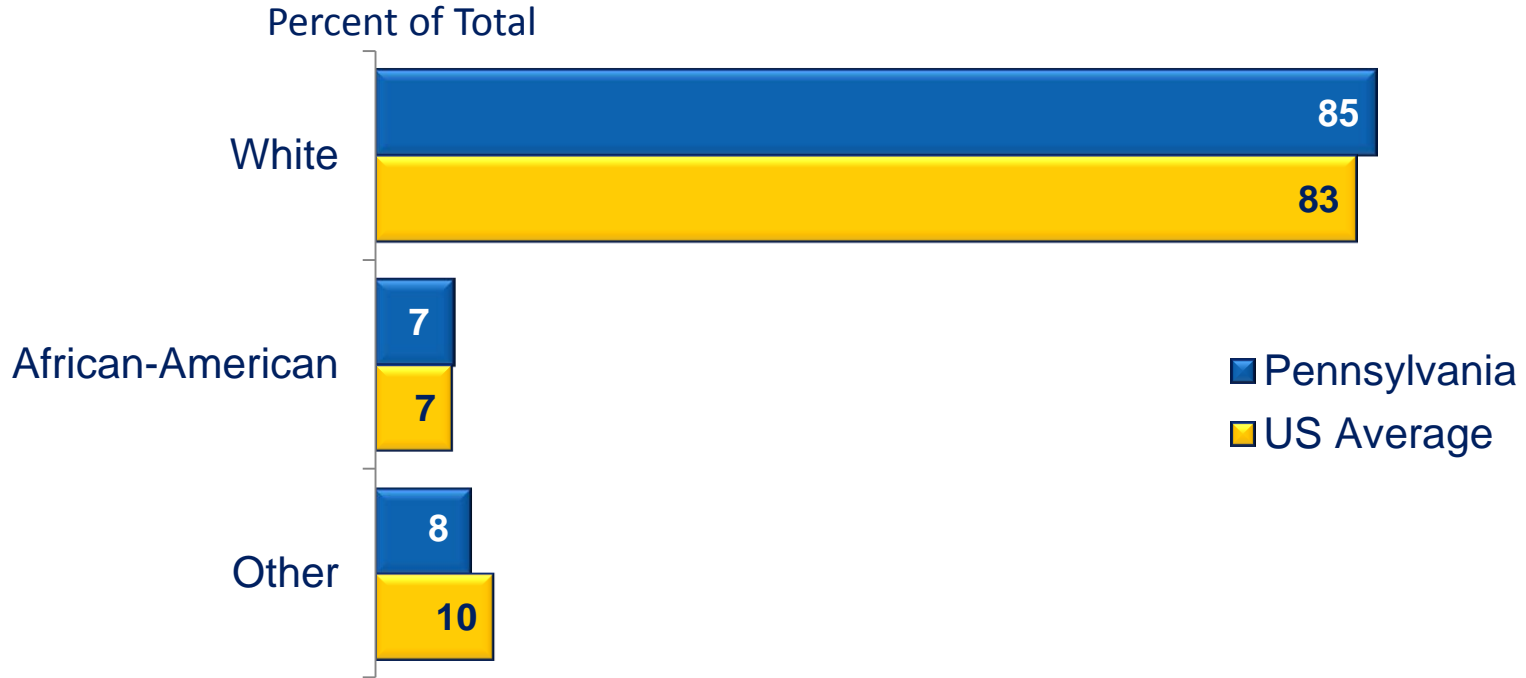 Percent of Total
White
85
83
African-American
7
7
Other
8
10
Pennsylvania
US Average